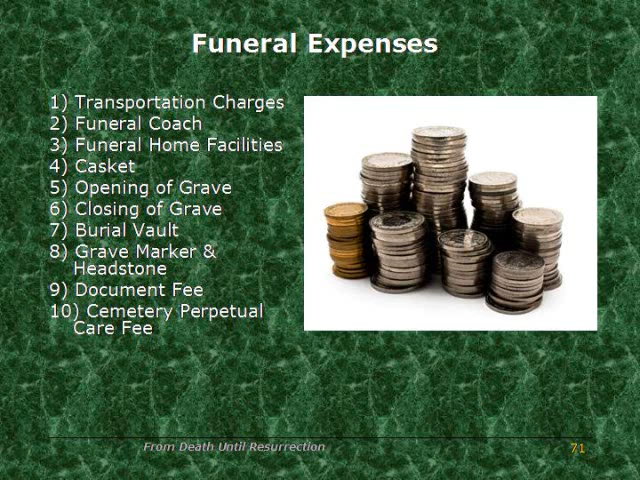 Funeral Expenses
1) Transportation Charges
2) Funeral Coach
3) Funeral Home Facilities
4) Casket
5) Opening of Grave
6) Closing of Grave
7) Burial Vault
8) Grave Marker &
Headstone
9) Document Fee
10) Cemetery Perpetual
Care Fee
From Death Until Resurrection
71